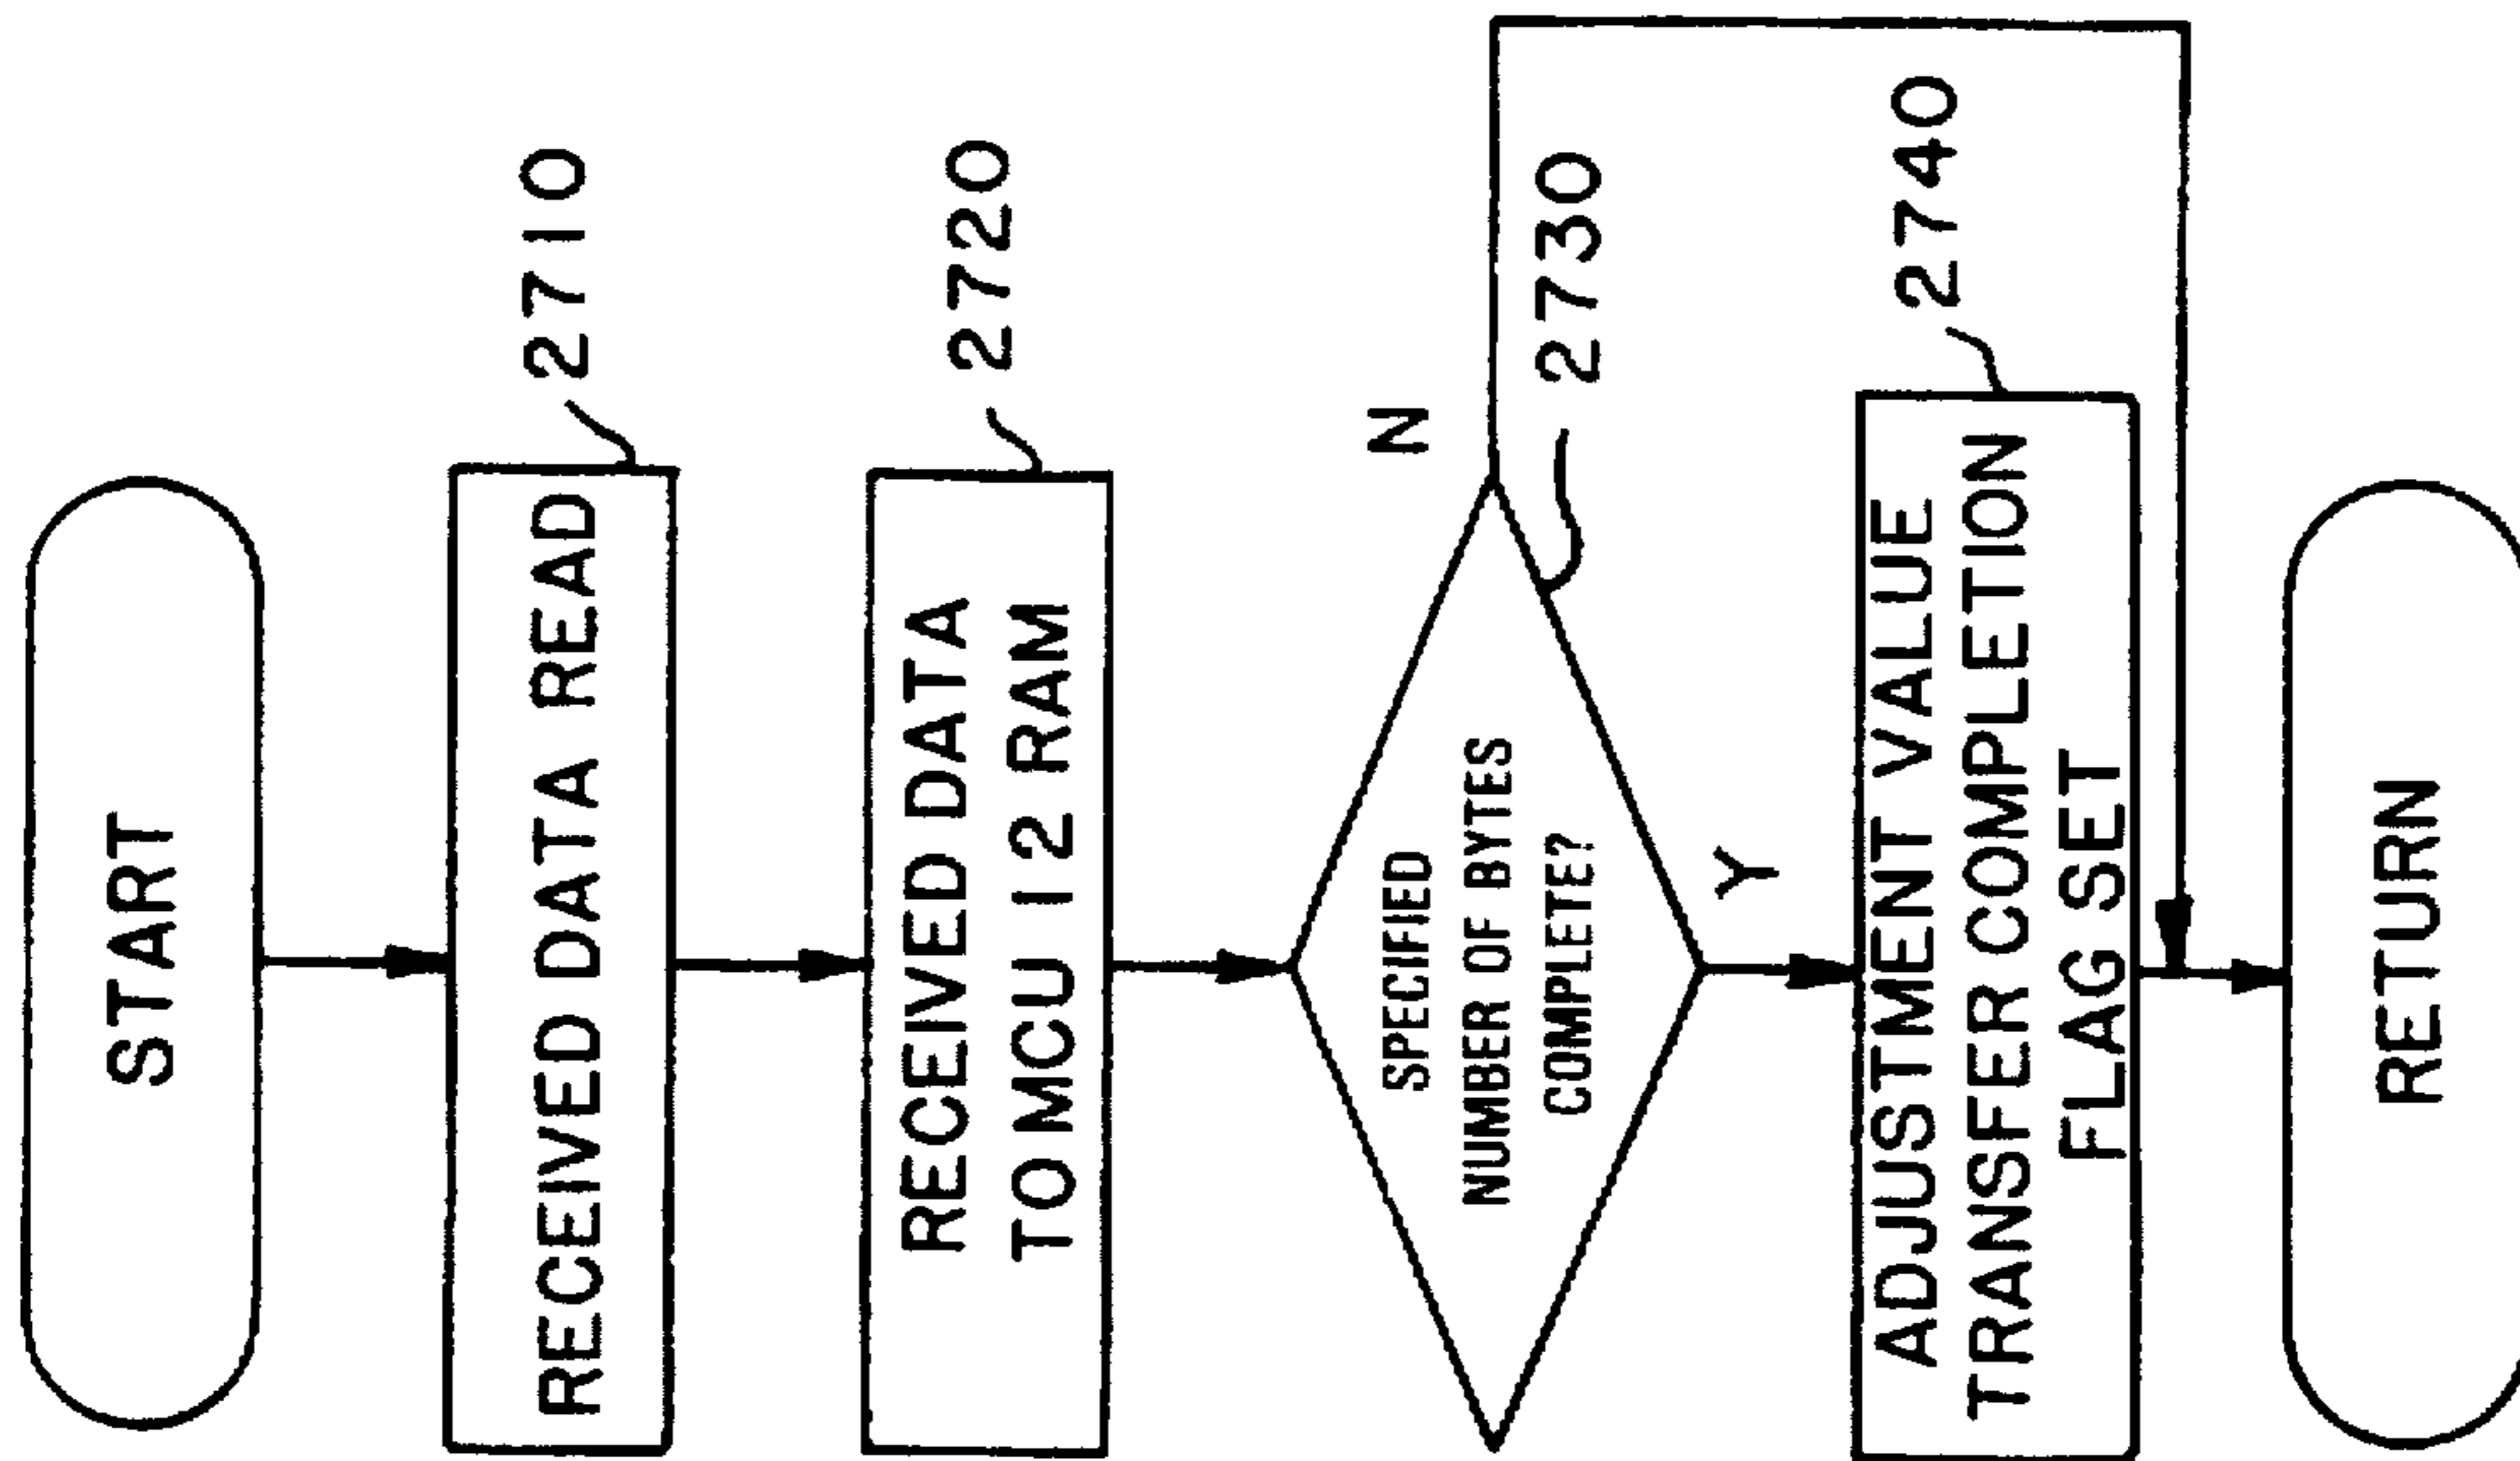 START
RECEIVED DATA READ
2710
RECEIVED DATA
TO MCU 12 RAM
2720
SPECIFIED
NUMBER OF BYTES
COMPLETE?
N
2730
Y
ADJUSTMENT VALUE
TRANSFER COMPLETION
FLAG SET
2740
RETURN